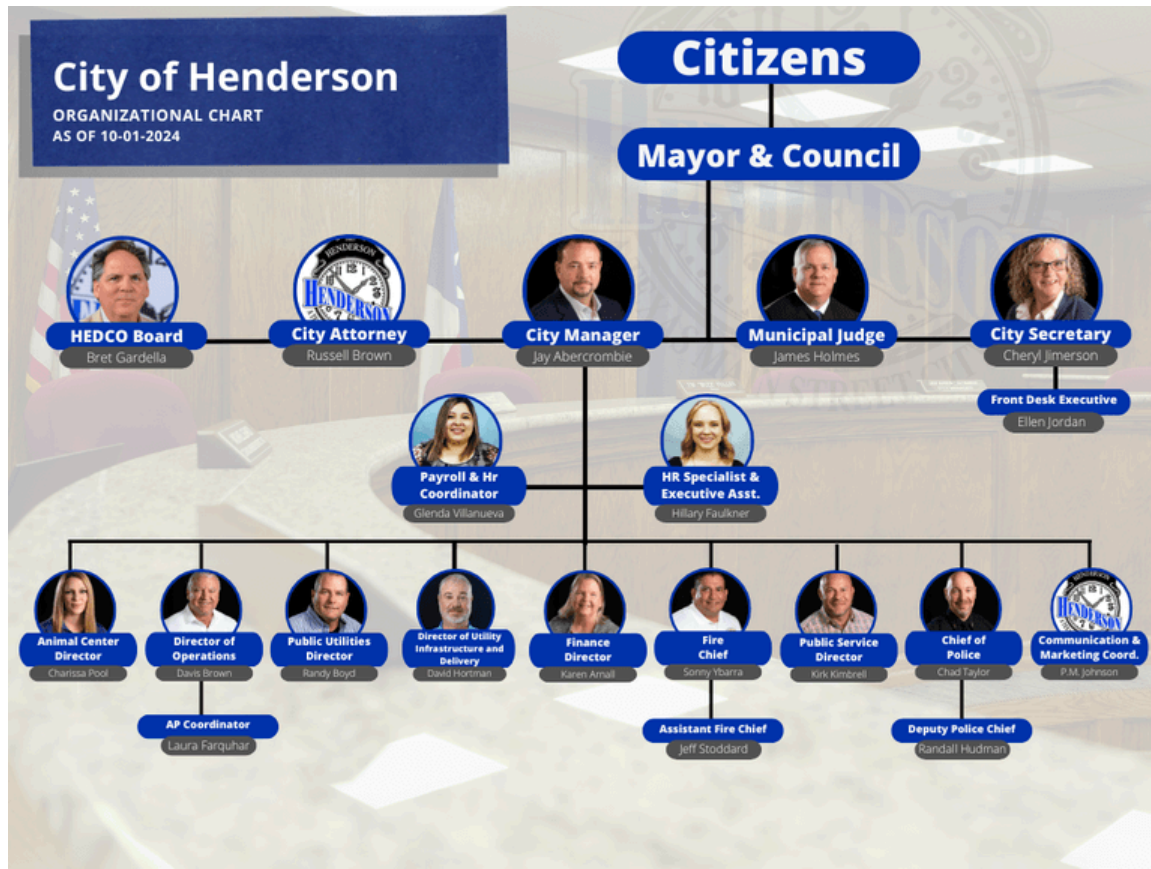 City of Henderson
ORGANIZATIONAL CHART
AS OF 10-01-2024
Citizens
Mayor & Council
HENDERSON
HENDERSON
HEDCO Board
Bret Gardella
City Attorney
Russell Brown
City Manager
Jay Abercrombie
Municipal Judge
James Holmes
City Secretary
Cheryl Jimerson
Front Desk Executive
Ellen Jordan
Payroll & Hr
Coordinator
Glenda Villanueva
HR Specialist &
Executive Asst.
Hillary Faulkner
Animal Center
Director
Charissa Pool
Director of
Operations
Davis Brown
Public Utilities
Director
Randy Boyd
Director of Utility
Infrastructure and
Delivery
David Hortman
Finance
Director
Karen Arnall
Fire
Chief
Sonny Ybarra
Public Service
Director
Kirk Kimbrell
Chief of
Police
Chad Taylor
HENDERSON
HENDERSON
Communication &
Marketing Coord.
P.M. Johnson
AP Coordinator
Laura Farquhar
Assistant Fire Chief
Jeff Stoddard
Deputy Police Chief
Randall Hudman